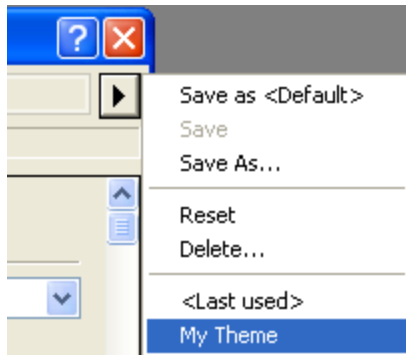 ?
Save as <Default>
Save
Save As...
Reset
Delete...
<Last used>
My Theme